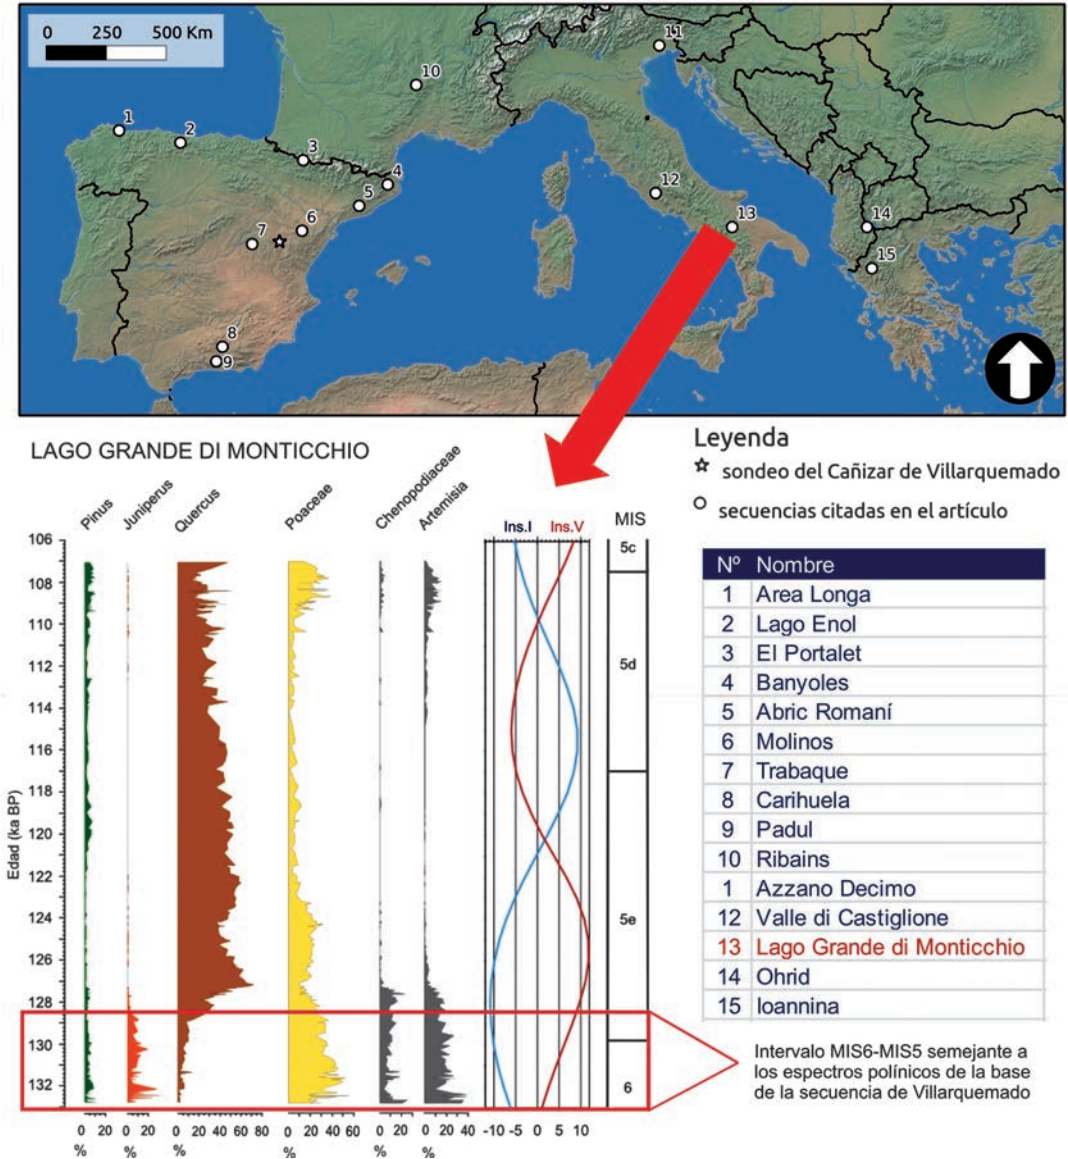 0 250 500 Km
11
10
1
2
3
4
5
12
6
13
7
14
15
8
9
LAGO GRANDE DI MONTICCHIO
Leyenda
sondeo del Cañizar de Villarquemado
secuencias citadas en el artículo
Pinus
Juniperus
Quercus
Poaceae
Chenopodiaceae
Artemisia
Ins.I
Ins.V
MIS
Edad (ka BP)
106
108
110
112
114
116
118
120
122
124
126
128
130
132
5c
5d
5e
6
Nº Nombre
1 Area Longa
2 Lago Enol
3 El Portalet
4 Banyoles
5 Abric Romaní
6 Molinos
7 Trabaque
8 Carihuela
9 Padul
10 Ribains
1 Azzano Decimo
12 Valle di Castiglione
13 Lago Grande di Monticchio
14 Ohrid
15 Ioannina
Intervalo MIS6-MIS5 semejante a
los espectros polínicos de la base
de la secuencia de Villarquemado
0 20 0 20 0 20 40 60 80 0 20 40 60 0 20 0 20 40 -10 -5 0 5 10
% % % % % %